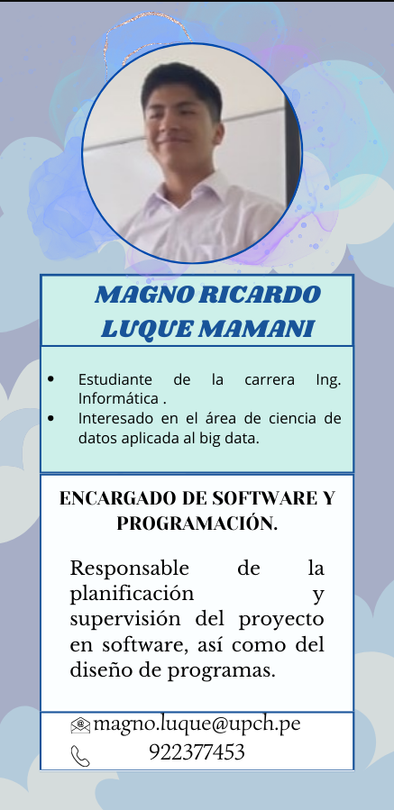 MAGNO RICARDO
LUQUE MAMANI
• Estudiante de la carrera Ing.
Informática .
• Interesado en el área de ciencia de
datos aplicada al big data.
ENCARGADO DE SOFTWARE Y
PROGRAMACIÓN.
Responsable de la
planificación y
supervisión del proyecto
en software, así como del
diseño de programas.
magno.luque@upch.pe
922377453